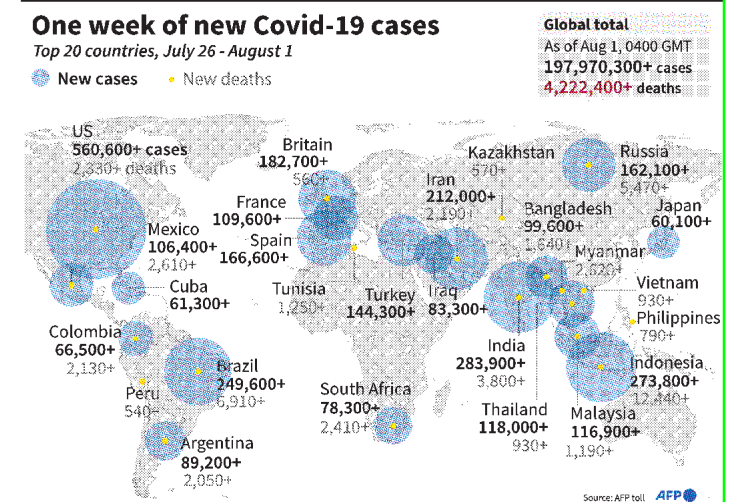 One week of new Covid-19 cases
Top 20 countries, July 26 - August 1
New cases
New deaths
Global total
As of Aug 1, 0400 GMT
197,970,300+ cases
4,222,400+ deaths
US
560,600+ cases
2,330+ deaths
Britain
182,700+
560+
Kazakhstan
570+
Russia
162,100+
5,470+
Iran
212,000+
2,190+
France
109,600+
Bangladesh
99,600+
1,640+
Japan
60,100+
Mexico
106,400+
2,610+
Spain
166,600+
Myanmar
2,620+
Cuba
61,300+
Tunisia
1,250+
Turkey
144,300+
Iraq
83,300+
Vietnam
930+
Philippines
790+
Colombia
66,500+
2,130+
India
283,900+
3,800+
Brazil
249,600+
6,910+
Indonesia
273,800+
12,440+
Peru
540+
South Africa
78,300+
2,410+
Thailand
118,000+
930+
Malaysia
116,900+
1,190+
Argentina
89,200+
2,050+
Source: AFP toll
AFP